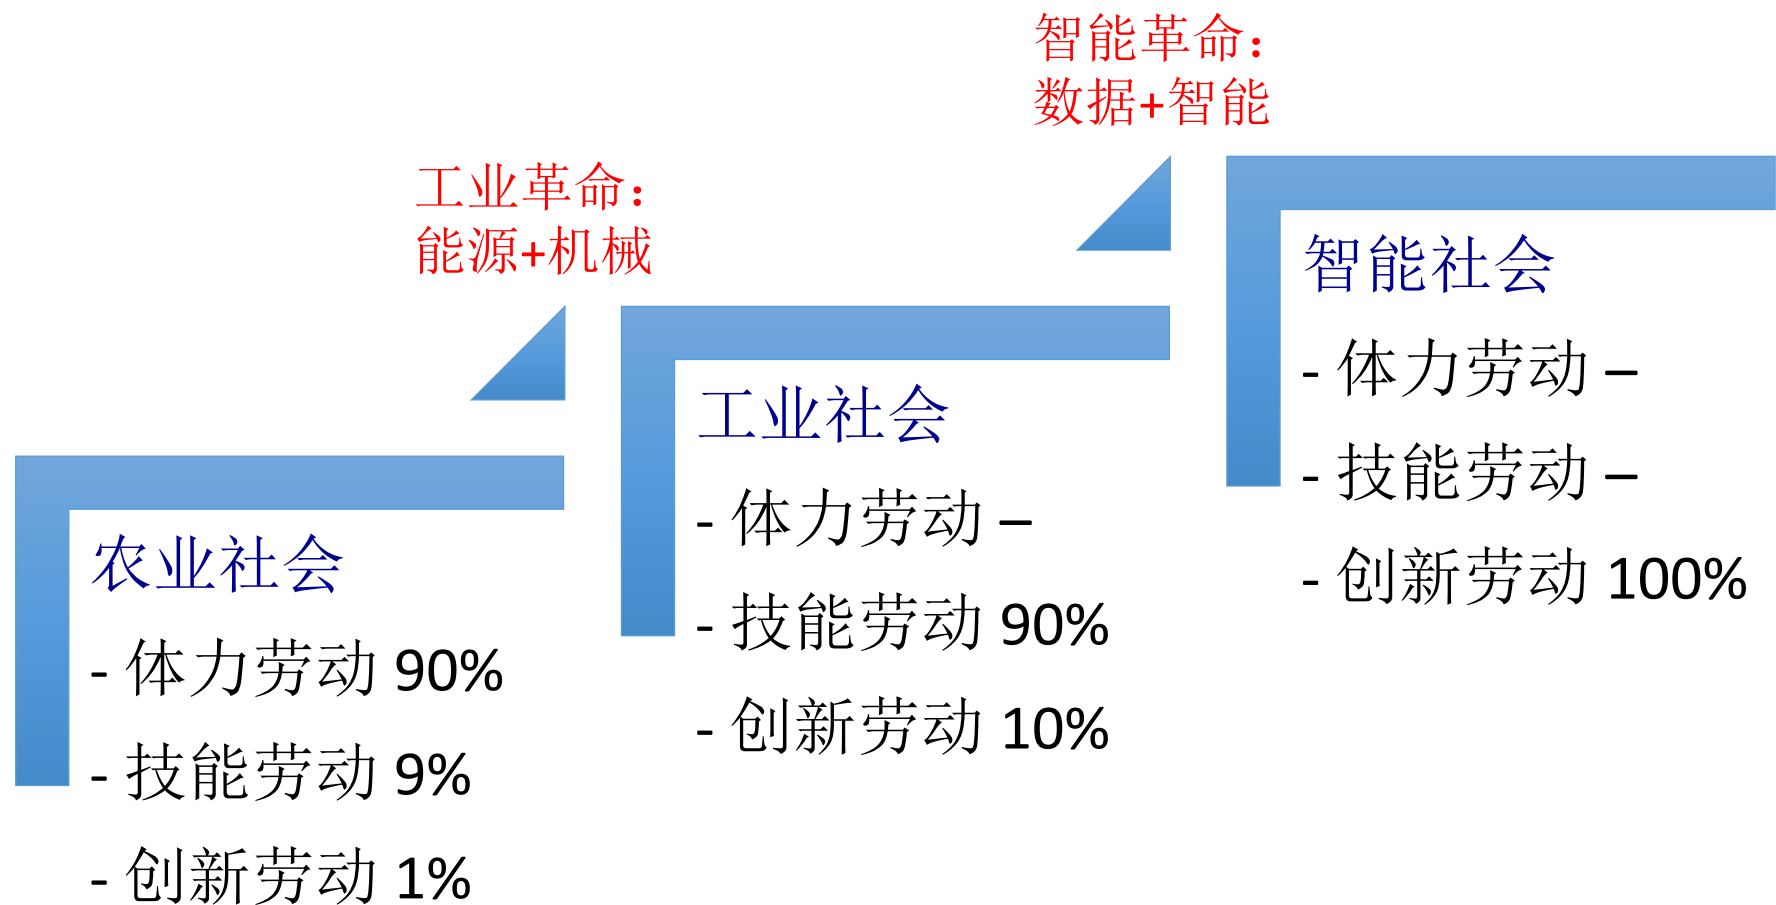 智能革命：
数据+智能
工业革命：
能源+机械
农业社会
- 体力劳动 90%
- 技能劳动 9%
- 创新劳动 1%
工业社会
- 体力劳动 –
- 技能劳动 90%
- 创新劳动 10%
智能社会
- 体力劳动 –
- 技能劳动 –
- 创新劳动 100%